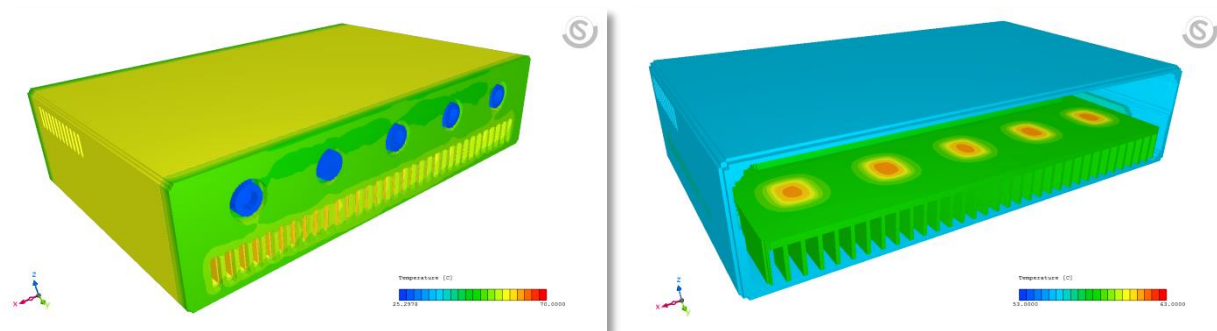 Temperature (C)
25.2978 70.0000
Z
X
Y
Temperature (C)
53.0000 63.0000
Z
X
Y